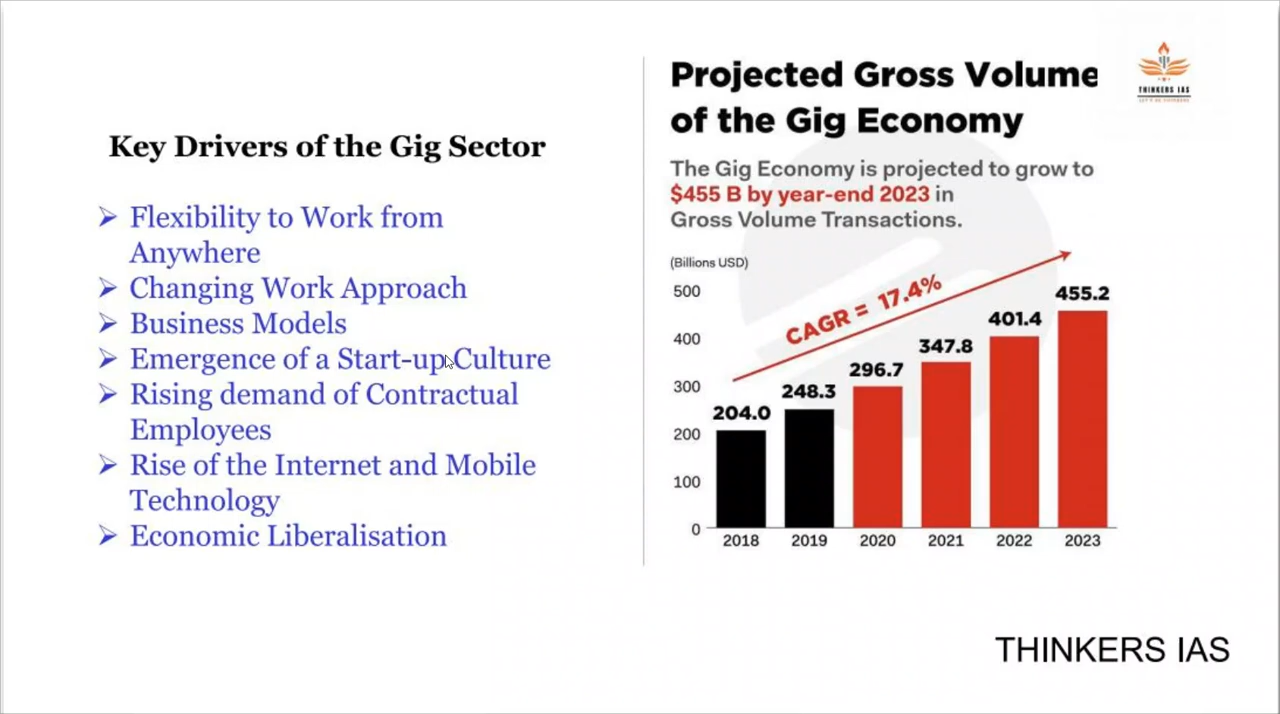 Key Drivers of the Gig Sector
➢ Flexibility to Work from
Anywhere
➢ Changing Work Approach
➢ Business Models
➢ Emergence of a Start-up Culture
➢ Rising demand of Contractual
Employees
➢ Rise of the Internet and Mobile
Technology
➢ Economic Liberalisation
Projected Gross Volume
of the Gig Economy
The Gig Economy is projected to grow to
$455 B by year-end 2023 in
Gross Volume Transactions.
(Billions USD)
500
400
300
200
100
0
CAGR = 17.4%
204.0
248.3
296.7
347.8
401.4
455.2
2018 2019 2020 2021 2022 2023
THINKERS IAS
THINKERS IAS